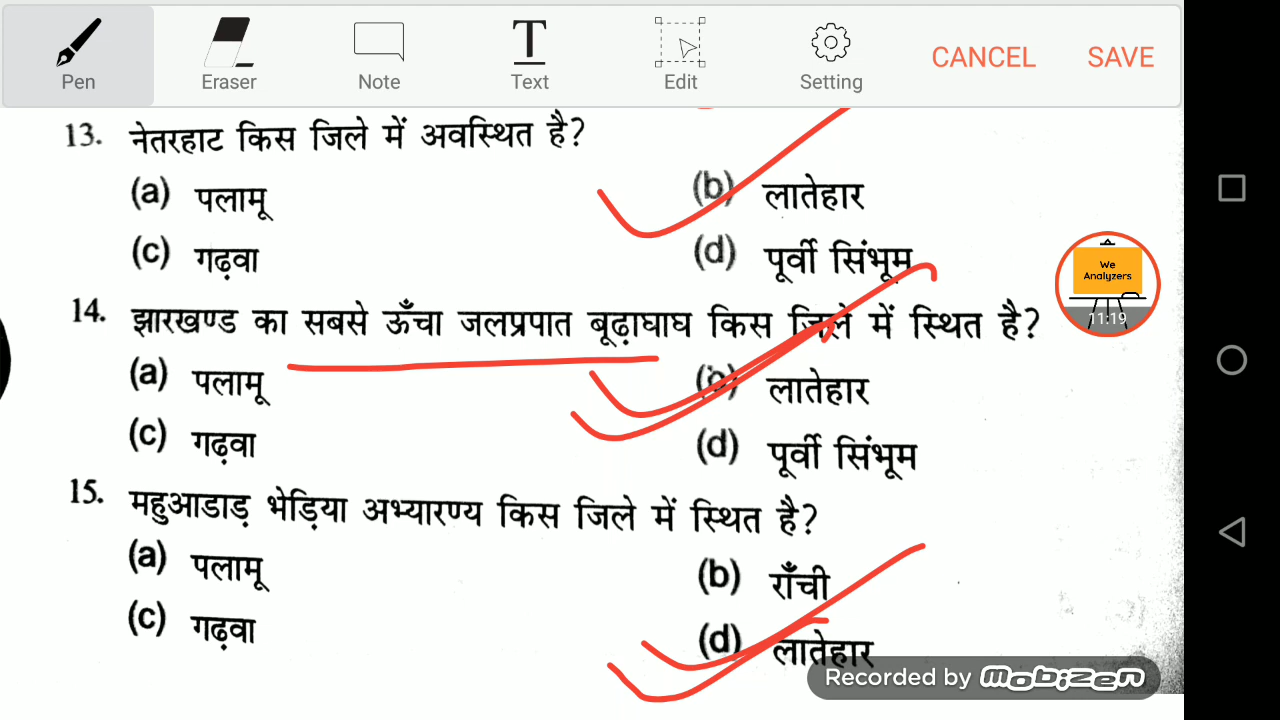 Pen
Eraser
Note
T
Text
Edit
Setting
CANCEL
SAVE
13. नेतरहाट किस जिले में अवस्थित है?
(a) पलामू
(b) लातेहार
(c) गढ़वा
(d) पूर्वी सिंभूम
14. झारखण्ड का सबसे ऊँचा जलप्रपात बूढ़ाघाघ किस जिले में स्थित है?
(a) पलामू
(b) लातेहार
(c) गढ़वा
(d) पूर्वी सिंभूम
15. महुआडाड़ भेड़िया अभ्यारण्य किस जिले में स्थित है?
(a) पलामू
(b) राँची
(c) गढ़वा
(d) लातेहार
We
Analyzers
11:19
Recorded by MOBIZEN